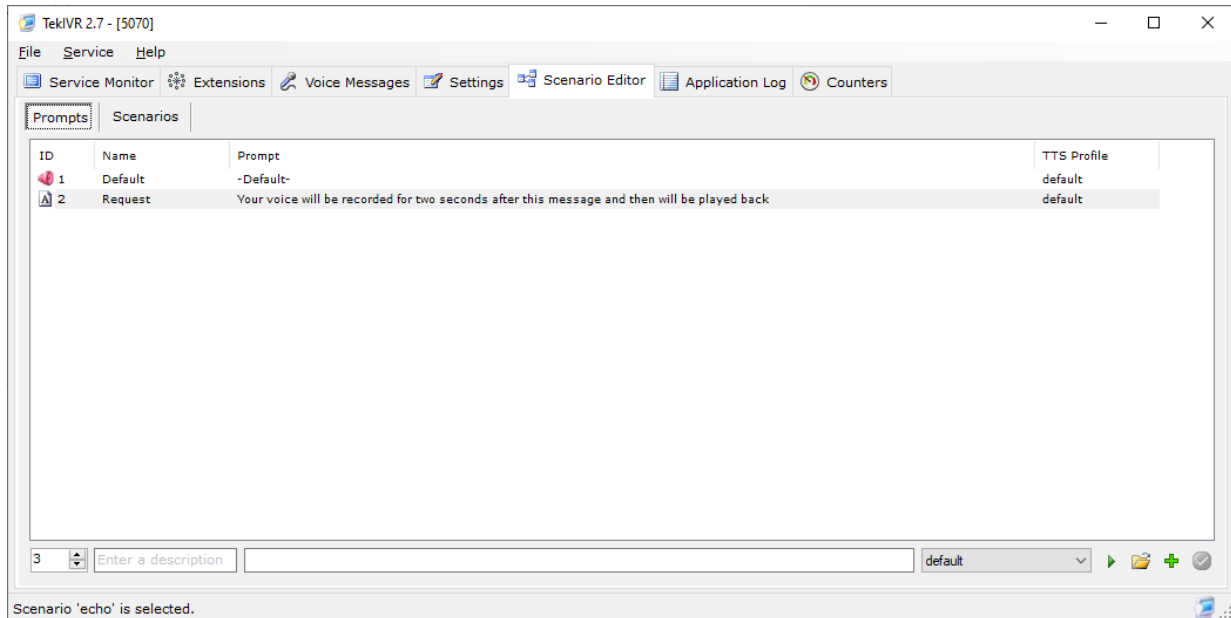 TekIVR 2.7 - [5070]
File Service Help
Service Monitor Extensions Voice Messages Settings Scenario Editor Application Log Counters
Prompts Scenarios
ID Name Prompt TTS Profile
1 Default -Default- default
A 2 Request Your voice will be recorded for two seconds after this message and then will be played back default
3 Enter a description default
Scenario 'echo' is selected.